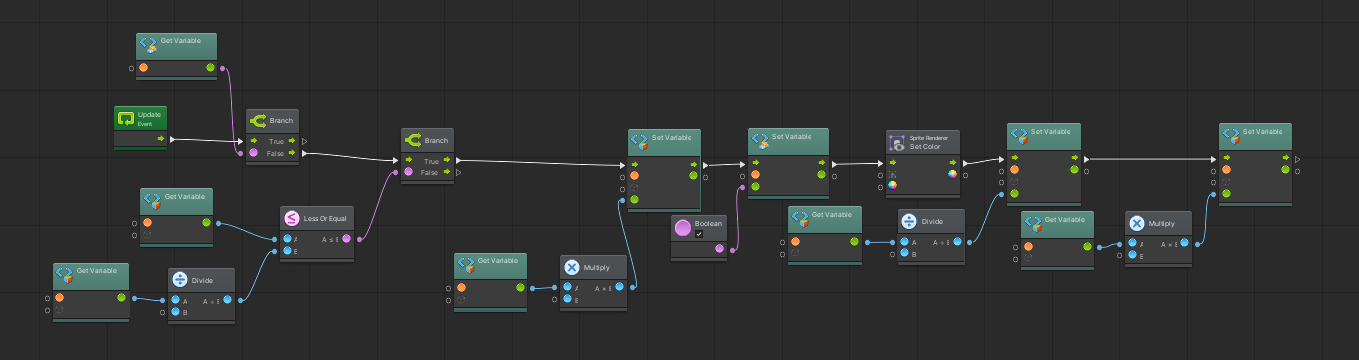 Get Variable
Update
Event
Branch
True
False
Branch
True
False
Set Variable
Set Variable
Sprite Renderer
Set Color
Set Variable
Set Variable
Get Variable
Less Or Equal
A
A ≤ E
B
Boolean
Get Variable
Divide
A
A ÷ E
B
Get Variable
Multiply
A
A × E
B
Get Variable
Divide
A
A ÷ E
B
Get Variable
Multiply
A
A × E
B